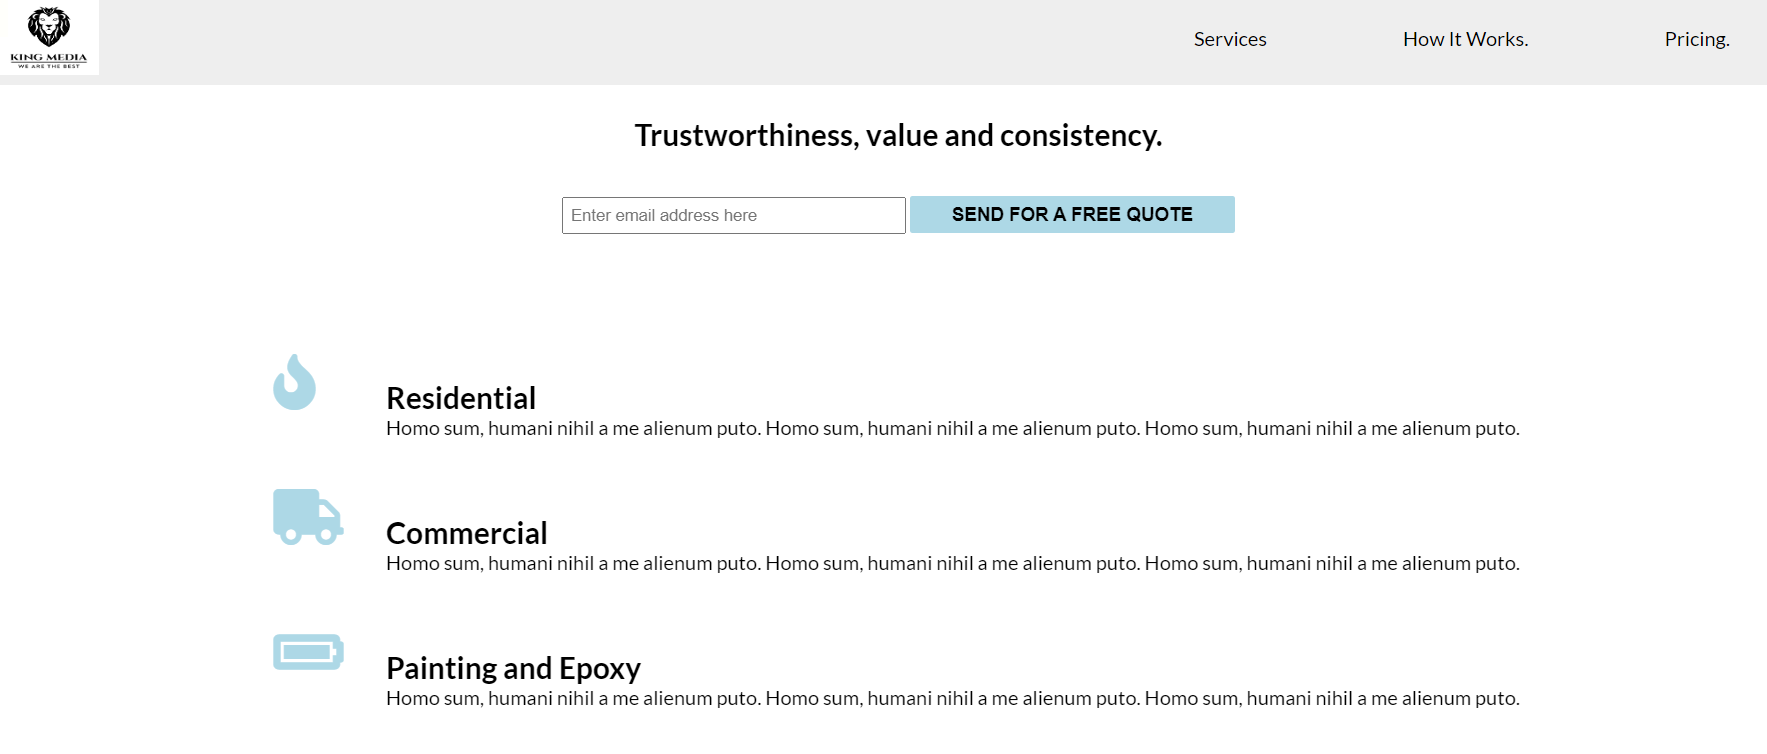 KING MEDIA
WE ARE THE BEST
Services
How It Works.
Pricing.
Trustworthiness, value and consistency.
Enter email address here
SEND FOR A FREE QUOTE
Residential
Homo sum, humani nihil a me alienum puto. Homo sum, humani nihil a me alienum puto. Homo sum, humani nihil a me alienum puto.
Commercial
Homo sum, humani nihil a me alienum puto. Homo sum, humani nihil a me alienum puto. Homo sum, humani nihil a me alienum puto.
Painting and Epoxy
Homo sum, humani nihil a me alienum puto. Homo sum, humani nihil a me alienum puto. Homo sum, humani nihil a me alienum puto.